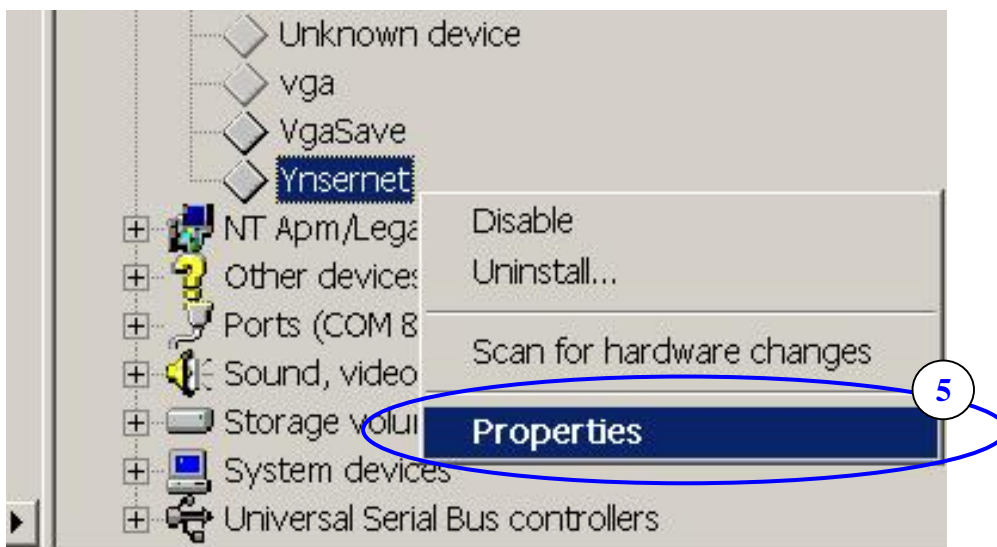 Unknown device
vga
VgaSave
Ynsernet
NT Apm/Lega
Disable
Other devices
Uninstall...
Ports (COM &
Scan for hardware changes
Sound, video
5
Storage volu
Properties
System devices
Universal Serial Bus controllers